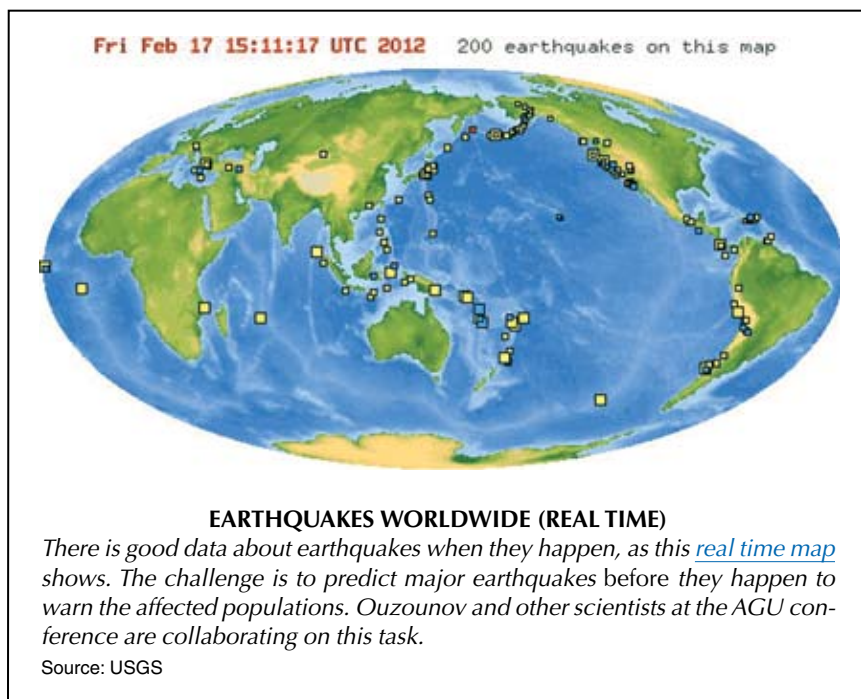 Fri Feb 17 15:11:17 UTC 2012 200 earthquakes on this map
EARTHQUAKES WORLDWIDE (REAL TIME)
There is good data about earthquakes when they happen, as this real time map
shows. The challenge is to predict major earthquakes before they happen to
warn the affected populations. Ouzounov and other scientists at the AGU con-
ference are collaborating on this task.
Source: USGS